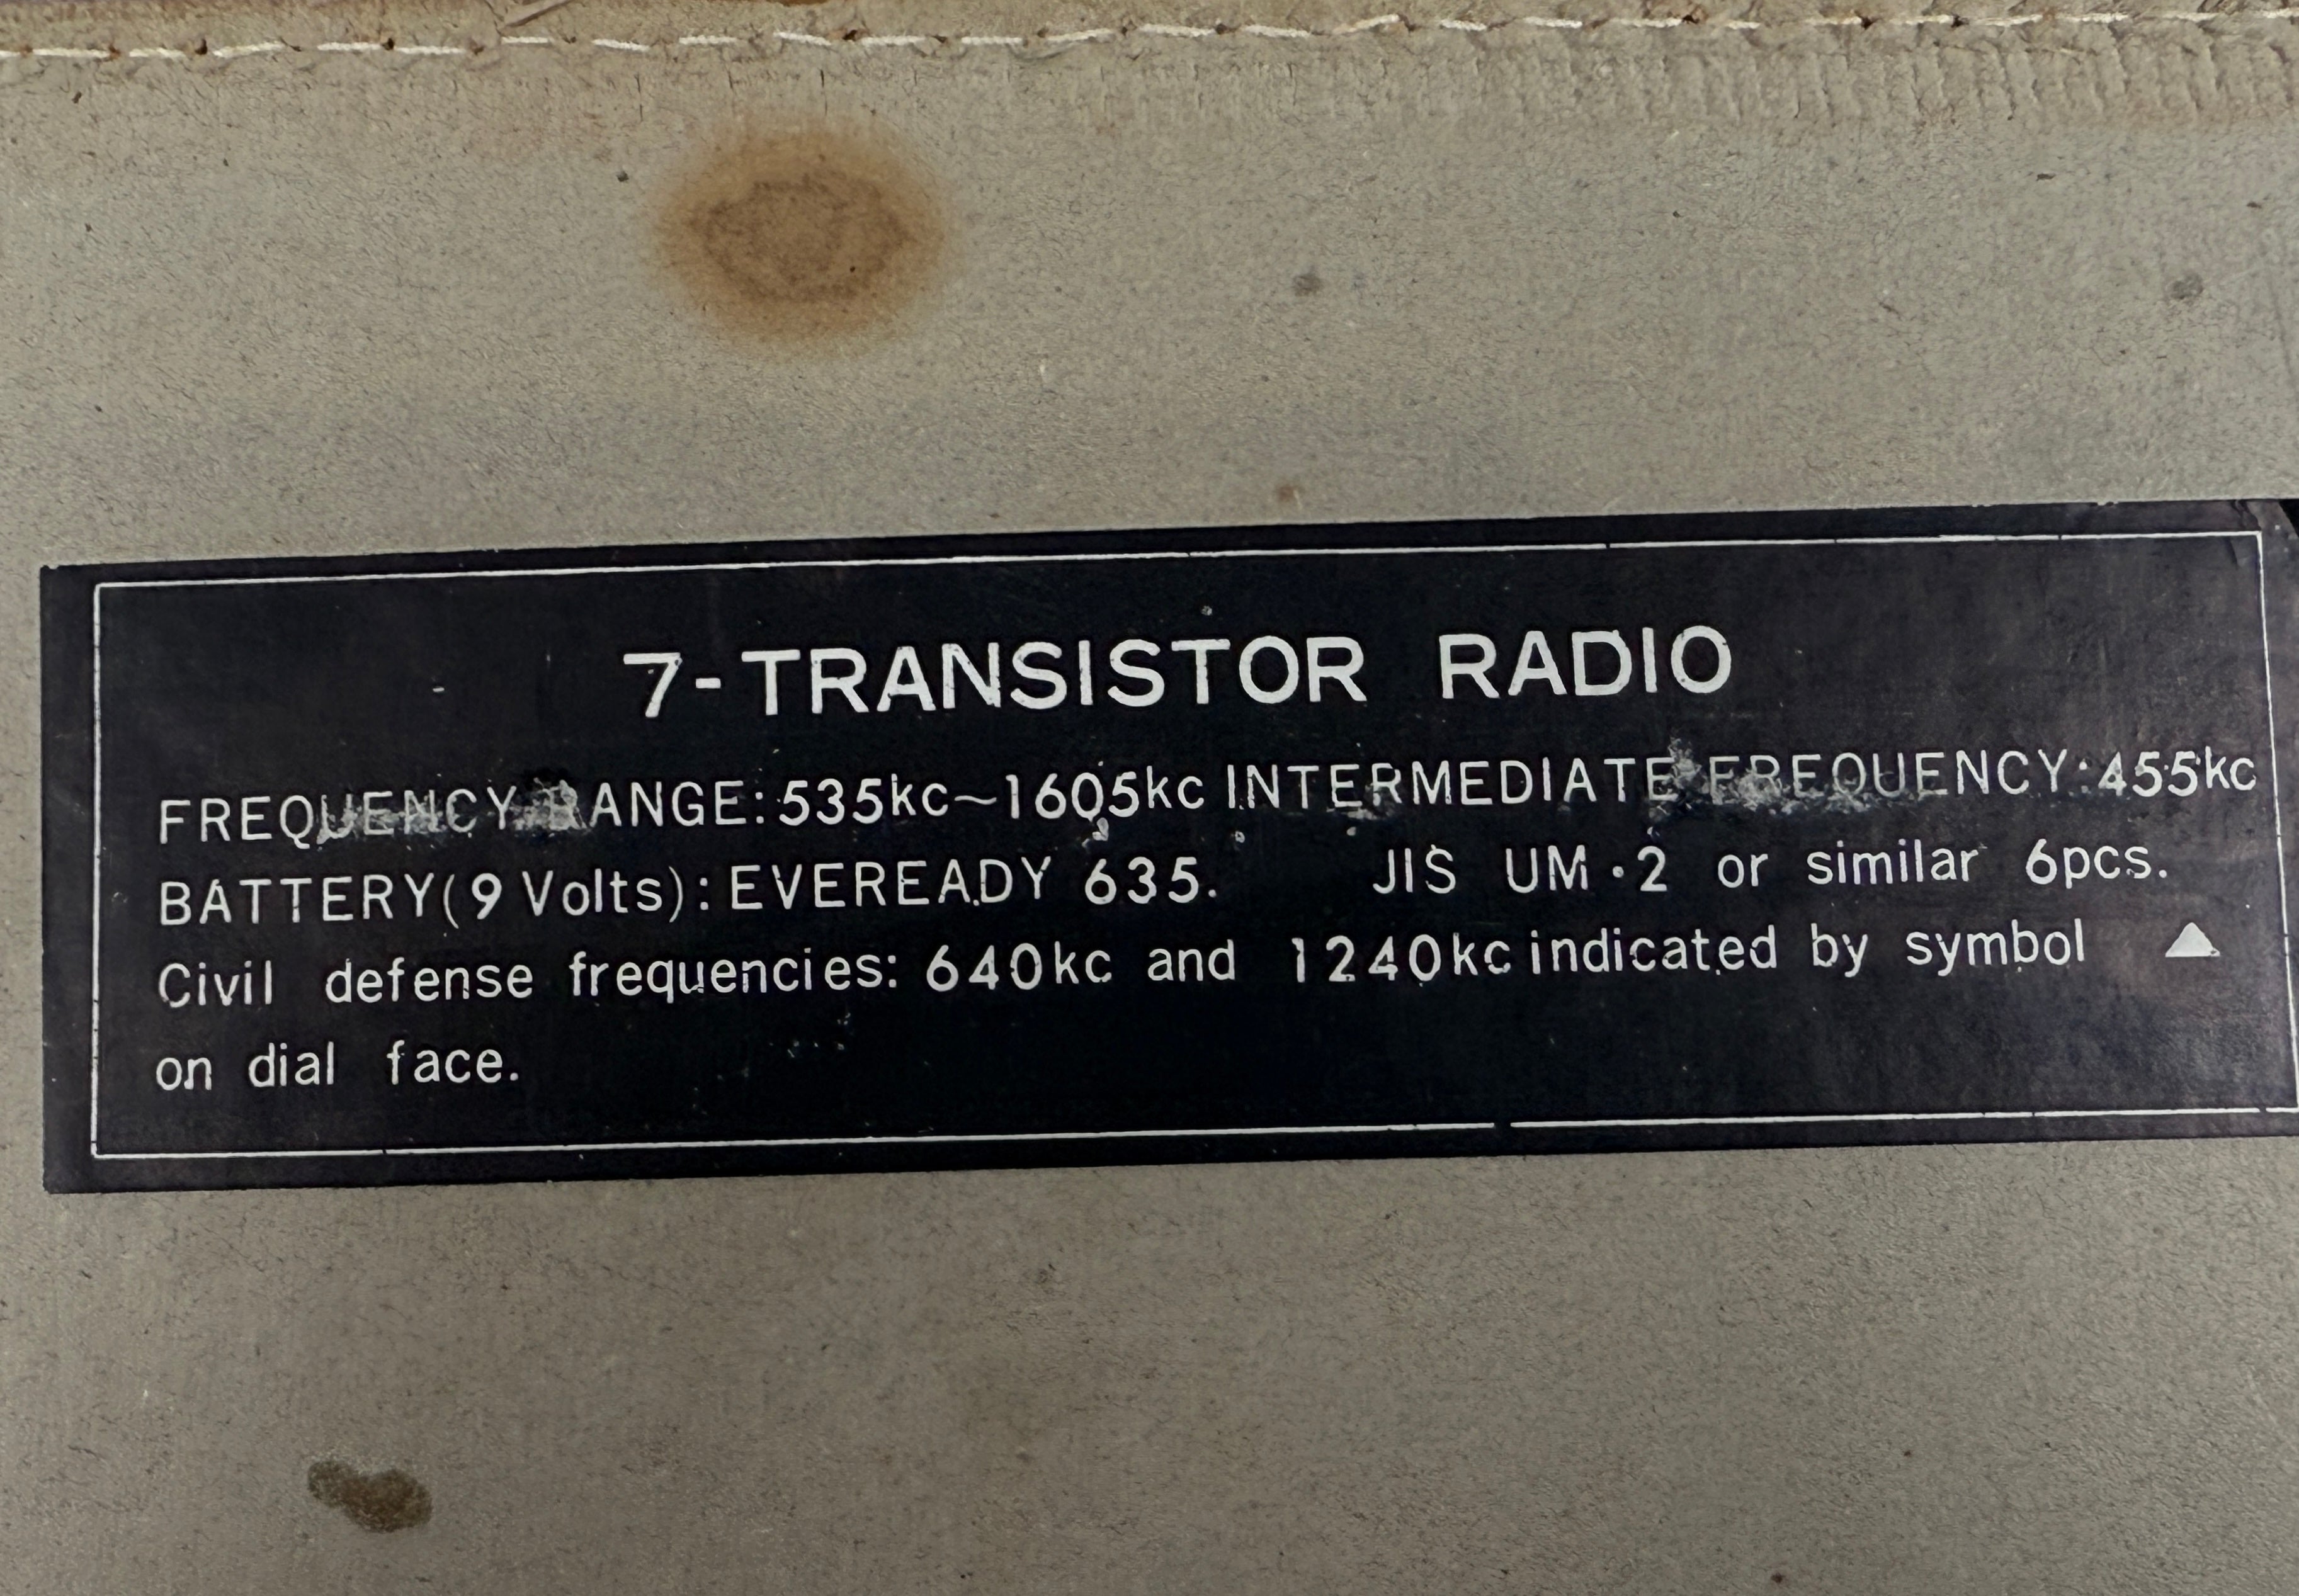 7-TRANSISTOR RADIO
FREQUENCY RANGE:535kc~1605kc INTERMEDIATE FREQUENCY:455kc
BATTERY(9 Volts): EVEREADY 635. JIS UM·2 or similar 6pcs.
Civil defense frequencies: 640kc and 1240kc indicated by symbol ▲
on dial face.